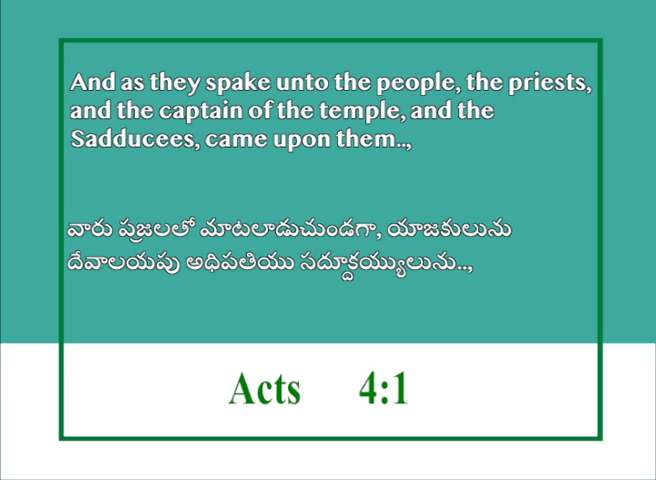 And as they spake unto the people, the priests,
and the captain of the temple, and the
Sadducees, came upon them..,
వారు ప్రజలతో మాటలాడుచుండగా, యాజకులును
దేవాలయపు అధిపతియు సద్దూకయ్యులును..,
Acts 4:1